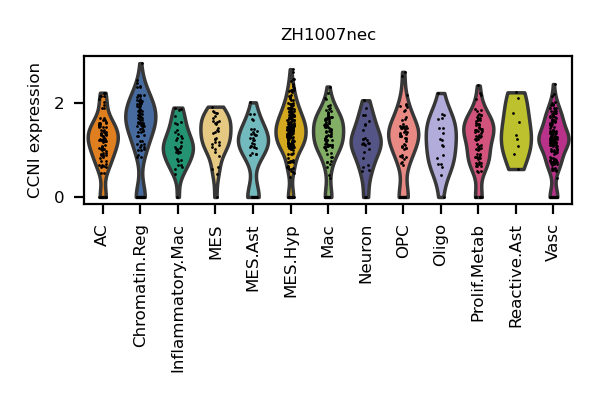 ZH1007nec
CCNI expression
2
0
AC
Chromatin.Reg
Inflammatory.Mac
MES
MES.Ast
MES.Hyp
Mac
Neuron
OPC
Oligo
Prolif.Metab
Reactive.Ast
Vasc